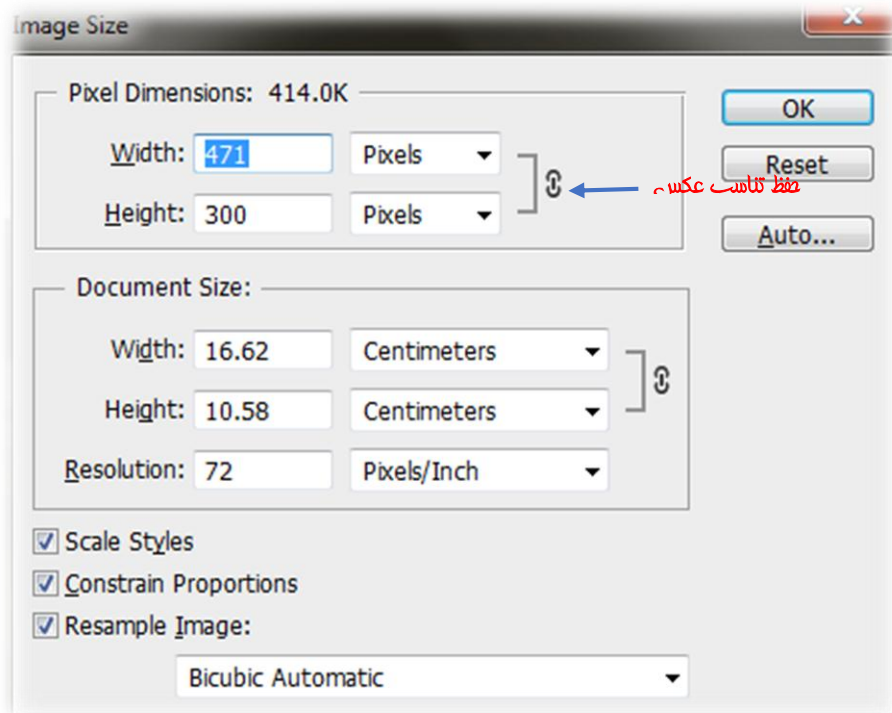 Image Size
Pixel Dimensions: 414.0K
Width: 471 Pixels
Height: 300 Pixels
حفظ تناسب عکس
OK
Reset
Auto...
Document Size:
Width: 16.62 Centimeters
Height: 10.58 Centimeters
Resolution: 72 Pixels/Inch
Scale Styles
Constrain Proportions
Resample Image:
Bicubic Automatic